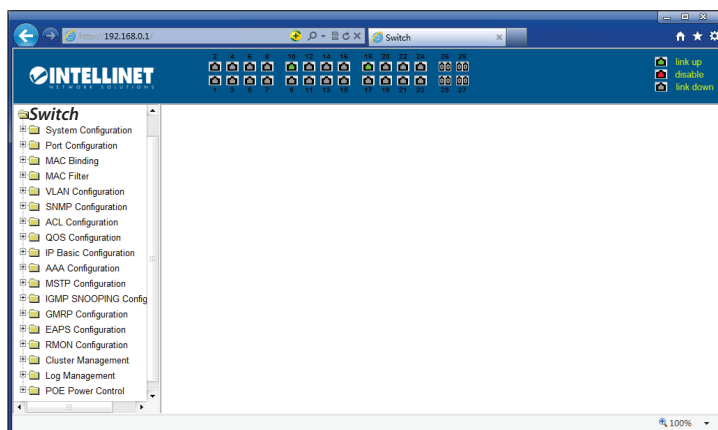 http://192.168.0.1/
Switch
INTELLINET
NETWORK SOLUTIONS
2 4 6 8 10 12 14 16 18 20 22 24 26 28
1 3 5 7 9 11 13 15 17 19 21 23 25 27
link up
disable
link down
Switch
System Configuration
Port Configuration
MAC Binding
MAC Filter
VLAN Configuration
SNMP Configuration
ACL Configuration
QOS Configuration
IP Basic Configuration
AAA Configuration
MSTP Configuration
IGMP SNOOPING Config
GMRP Configuration
EAPS Configuration
RMON Configuration
Cluster Management
Log Management
POE Power Control
100%